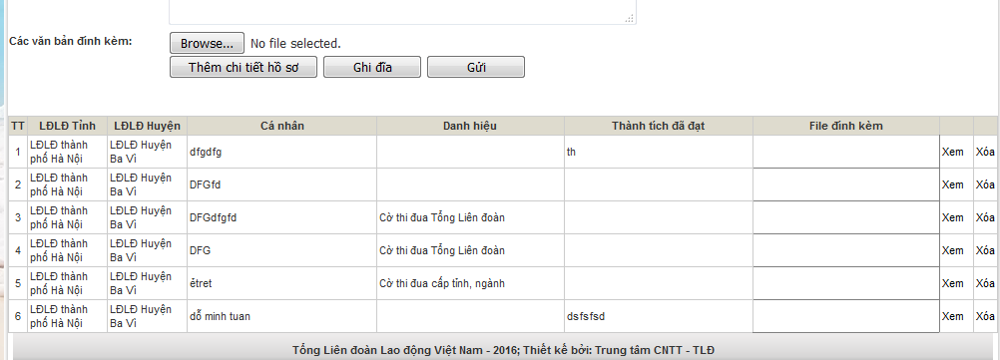 Các văn bản đính kèm: Browse... No file selected.
Thêm chi tiết hồ sơ Ghi đĩa Gửi
TT LĐLĐ Tỉnh LĐLĐ Huyện Cá nhân Danh hiệu Thành tích đã đạt File đính kèm
1 LĐLĐ thành phố Hà Nội LĐLĐ Huyện Ba Vì dfgdfg th Xem Xóa
2 LĐLĐ thành phố Hà Nội LĐLĐ Huyện Ba Vì DFGfd Xem Xóa
3 LĐLĐ thành phố Hà Nội LĐLĐ Huyện Ba Vì DFGdfgfd Cờ thi đua Tổng Liên đoàn Xem Xóa
4 LĐLĐ thành phố Hà Nội LĐLĐ Huyện Ba Vì DFG Cờ thi đua Tổng Liên đoàn Xem Xóa
5 LĐLĐ thành phố Hà Nội LĐLĐ Huyện Ba Vì êtret Cờ thi đua cấp tỉnh, ngành Xem Xóa
6 LĐLĐ thành phố Hà Nội LĐLĐ Huyện Ba Vì dỗ minh tuan dsfsfsd Xem Xóa
Tổng Liên đoàn Lao động Việt Nam - 2016; Thiết kế bởi: Trung tâm CNTT - TLĐ